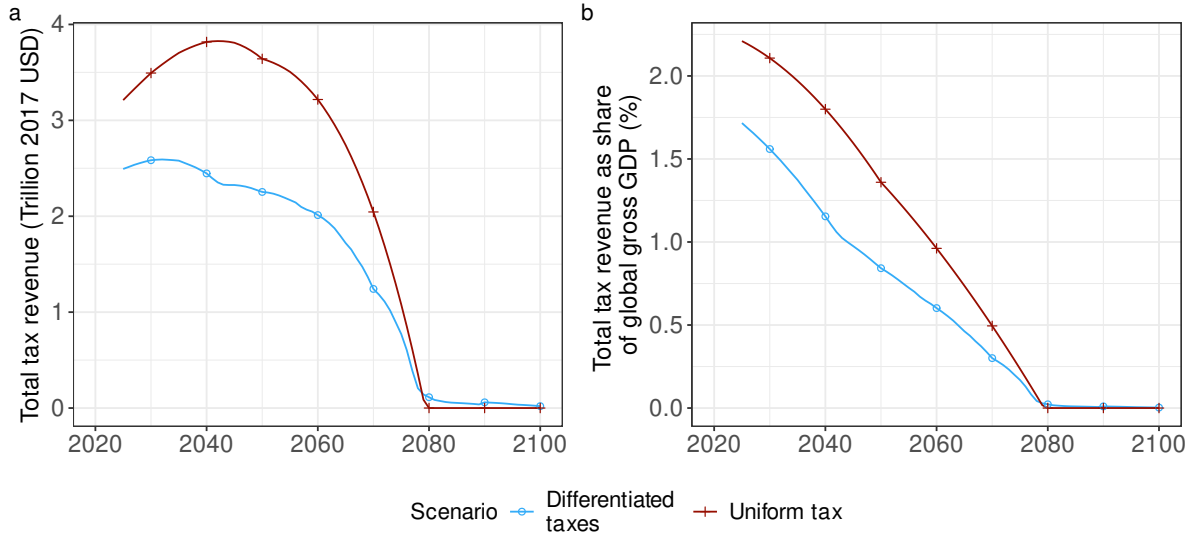 a
Total tax revenue (Trillion 2017 USD)
4
3
2
1
0
2020 2040 2060 2080 2100
b
Total tax revenue as share
of global gross GDP (%)
2.0
1.5
1.0
0.5
0.0
2020 2040 2060 2080 2100
Scenario Differentiated taxes Uniform tax